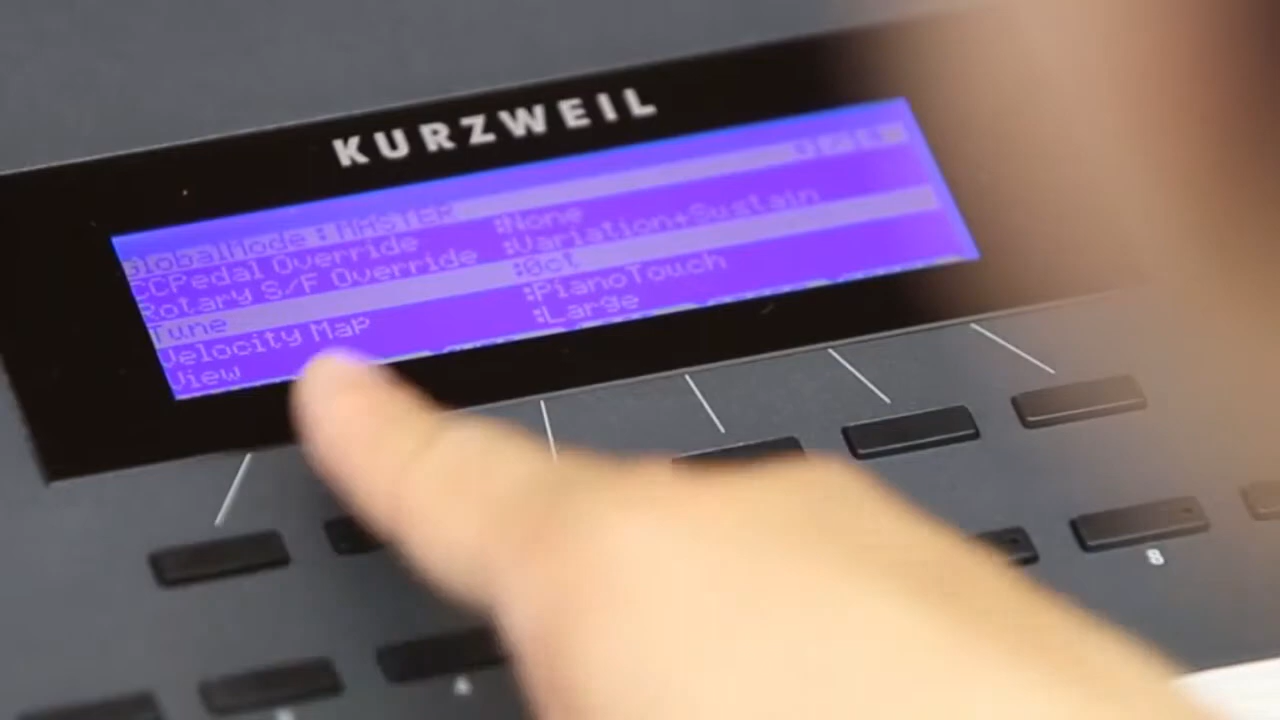 KURZWEIL
GlobalMode:MASTER
CCPedal Override :None
Rotary S/F Override :Variation+Sustain
Tune :0ct
Velocity Map :PianoTouch
View :Large
8